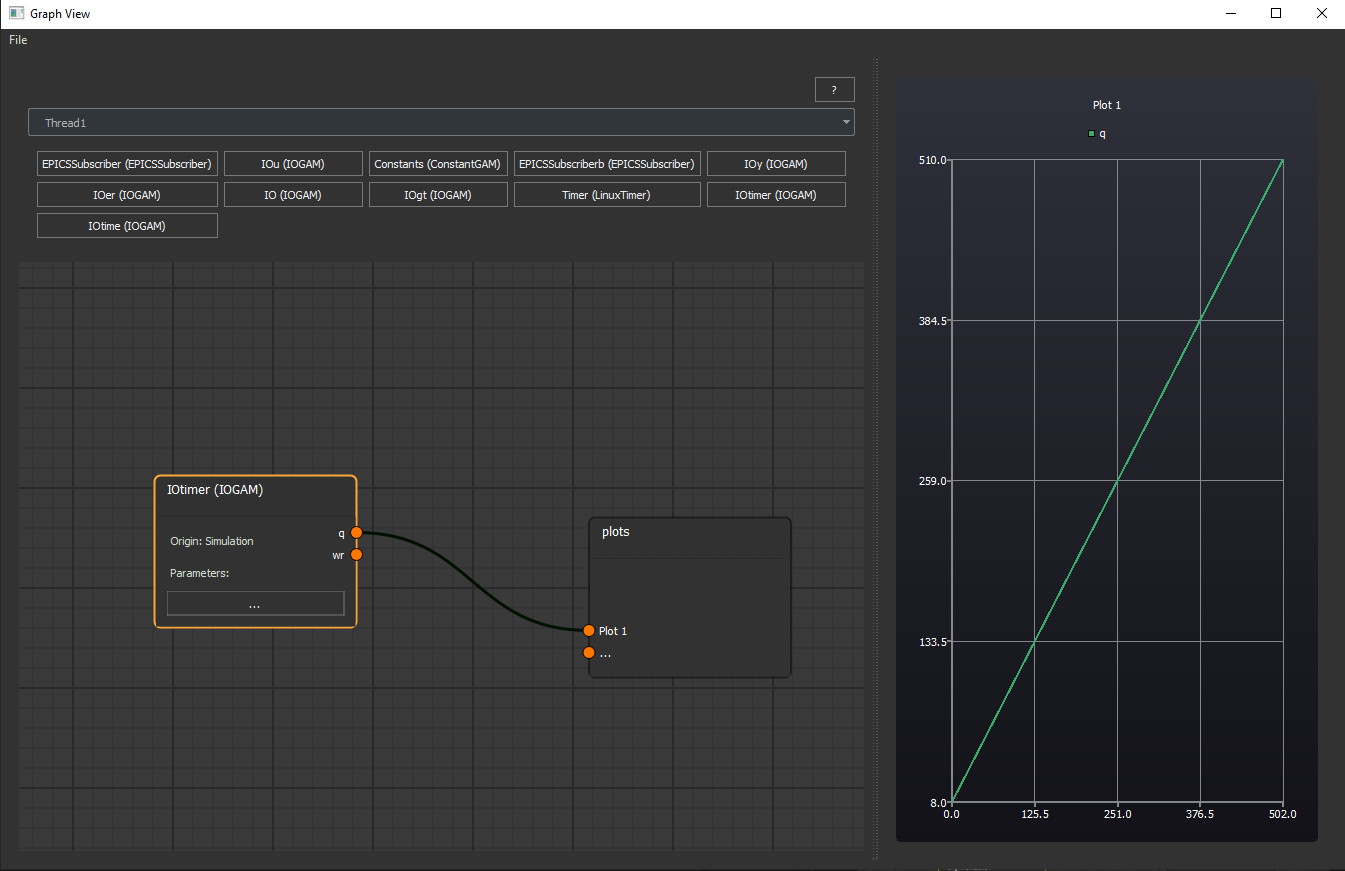 Graph View
File
?
Thread1
EPICSSubscriber (EPICSSubscriber) IOu (IOGAM) Constants (ConstantGAM) EPICSSubscriberb (EPICSSubscriber) IOy (IOGAM)
IOer (IOGAM) IO (IOGAM) IOgt (IOGAM) Timer (LinuxTimer) IOtimer (IOGAM)
IOtime (IOGAM)
IOtimer (IOGAM)
q
Origin: Simulation
wr
Parameters:
...
plots
Plot 1
...
Plot 1
q
510.0
384.5
259.0
133.5
8.0
0.0 125.5 251.0 376.5 502.0